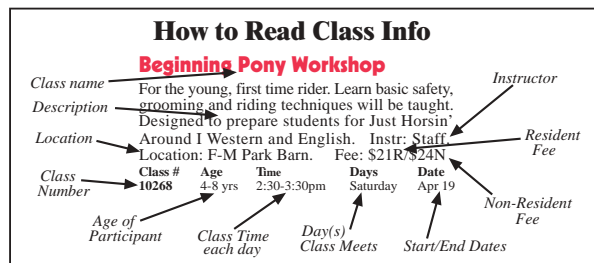 How to Read Class Info
Beginning Pony Workshop
Class name
For the young, first time rider. Learn basic safety,
Instructor
Description
grooming and riding techniques will be taught.
Designed to prepare students for Just Horsin'
Location
Around I Western and English. Instr: Staff.
Resident
Fee
Location: F-M Park Barn. Fee: $21R/$24N
Class
Number
Class # Age Time Days Date
10268 4-8 yrs 2:30-3:30pm Saturday Apr 19
Non-Resident
Fee
Age of
Participant
Class Time
each day
Day(s)
Class Meets
Start/End Dates